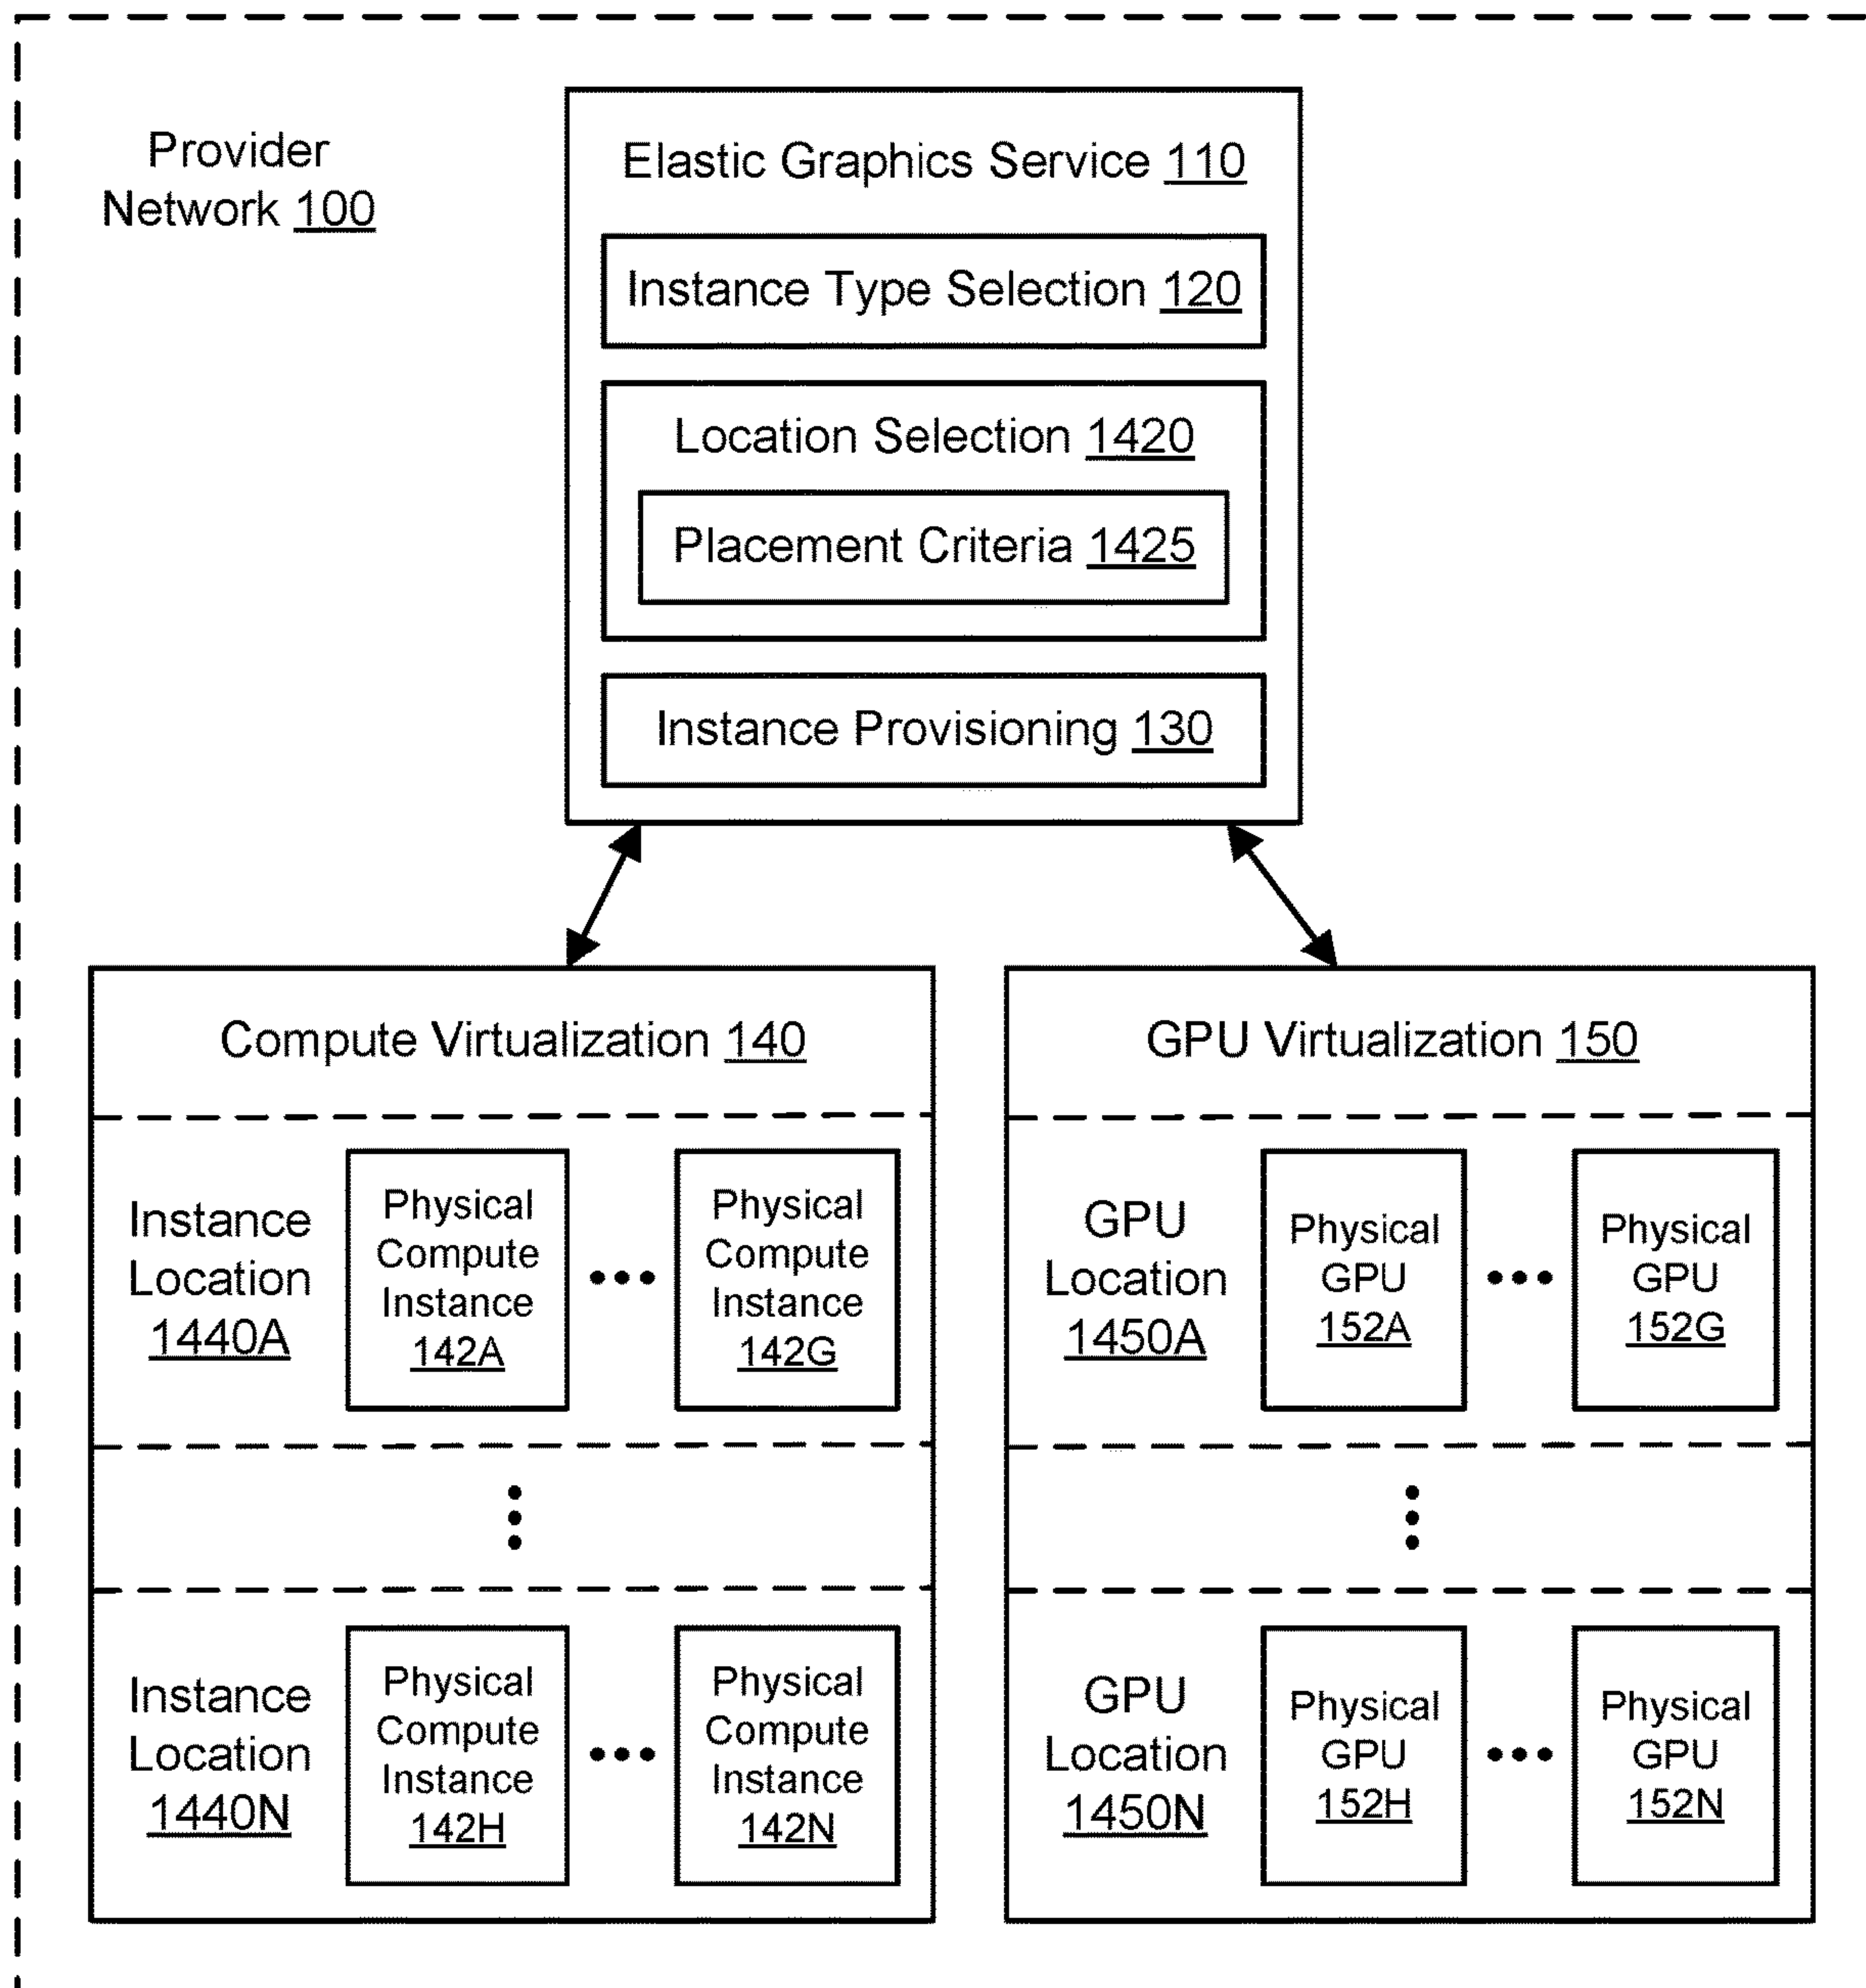 Provider
Network 100
Elastic Graphics Service 110
Instance Type Selection 120
Location Selection 1420
Placement Criteria 1425
Instance Provisioning 130
Compute Virtualization 140
Instance
Location
1440A
Physical
Compute
Instance
142A
Physical
Compute
Instance
142G
Instance
Location
1440N
Physical
Compute
Instance
142H
Physical
Compute
Instance
142N
GPU Virtualization 150
GPU
Location
1450A
Physical
GPU
152A
Physical
GPU
152G
GPU
Location
1450N
Physical
GPU
152H
Physical
GPU
152N